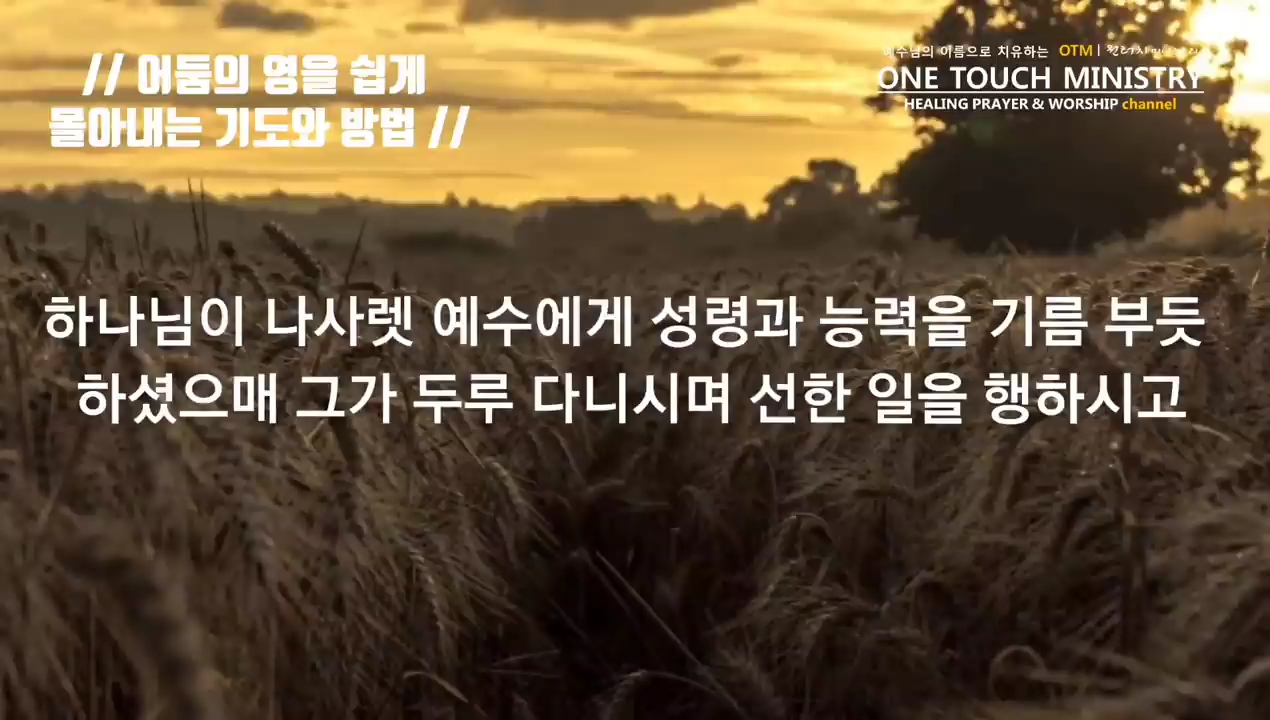 // 어둠의 영을 쉽게
몰아내는 기도와 방법 //
예수님의 이름으로 치유하는 OTM |
ONE TOUCH MINISTRY
HEALING PRAYER & WORSHIP channel
하나님이 나사렛 예수에게 성령과 능력을 기름 부듯
하셨으매 그가 두루 다니시며 선한 일을 행하시고